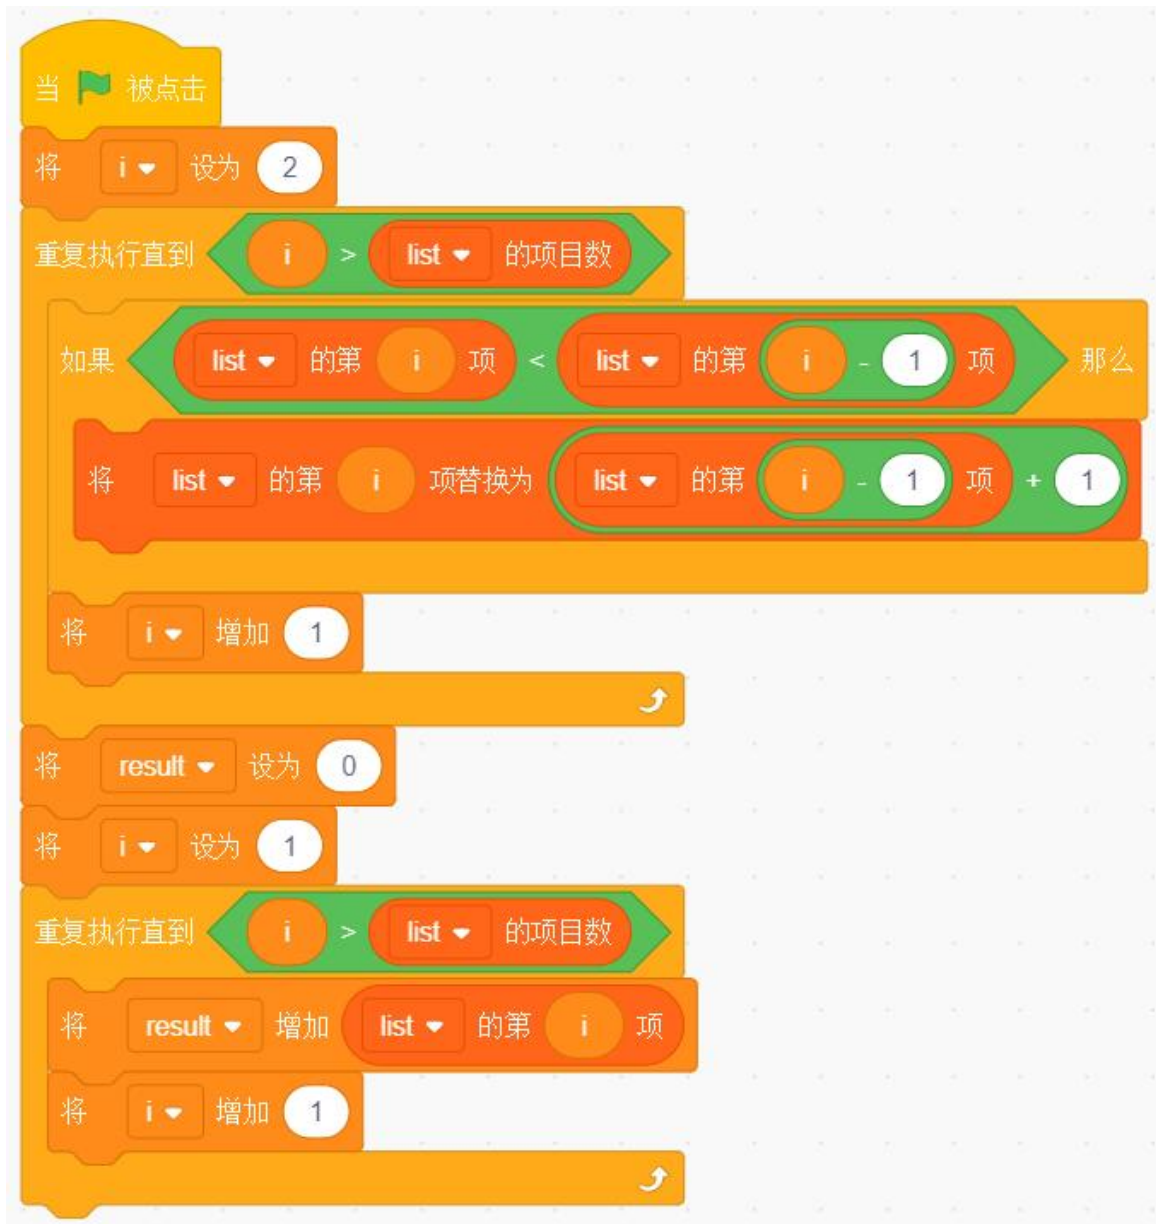 当 被点击
将 i 设为 2
重复执行直到 i > list 的项目数
如果 list 的第 i 项 < list 的第 i - 1 项 那么
将 list 的第 i 项替换为 list 的第 i - 1 项 + 1
将 i 增加 1
将 result 设为 0
将 i 设为 1
重复执行直到 i > list 的项目数
将 result 增加 list 的第 i 项
将 i 增加 1